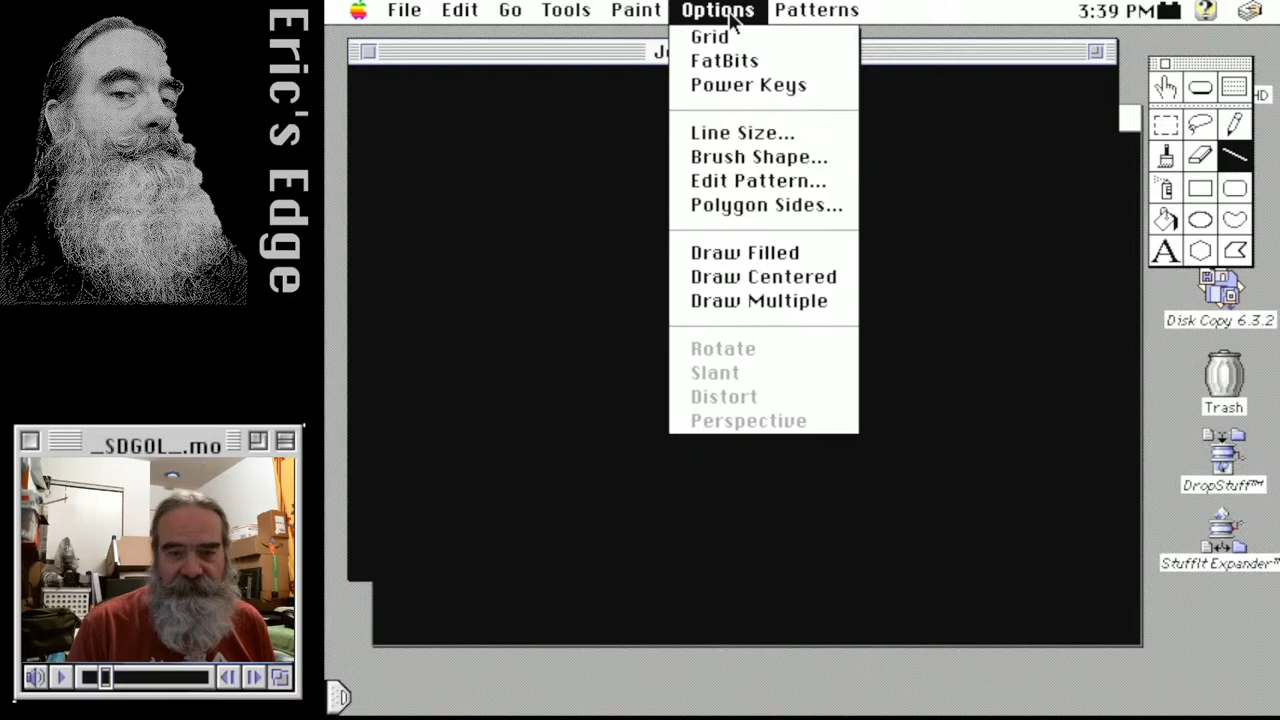 Eric's Edge
File Edit Go Tools Paint Options Patterns 3:39 PM
Grid
FatBits
Power Keys
Line Size...
Brush Shape...
Edit Pattern...
Polygon Sides...
Draw Filled
Draw Centered
Draw Multiple
Rotate
Slant
Distort
Perspective
HD
A
Disk Copy 6.3.2
Trash
DropStuff™
StuffIt Expander™
_SDGOL_.mo